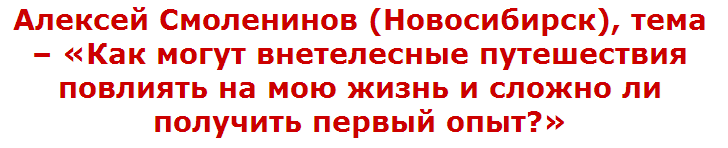 Алексей Смоленинов (Новосибирск), тема
– «Как могут внетелесные путешествия
повлиять на мою жизнь и сложно ли
получить первый опыт?»